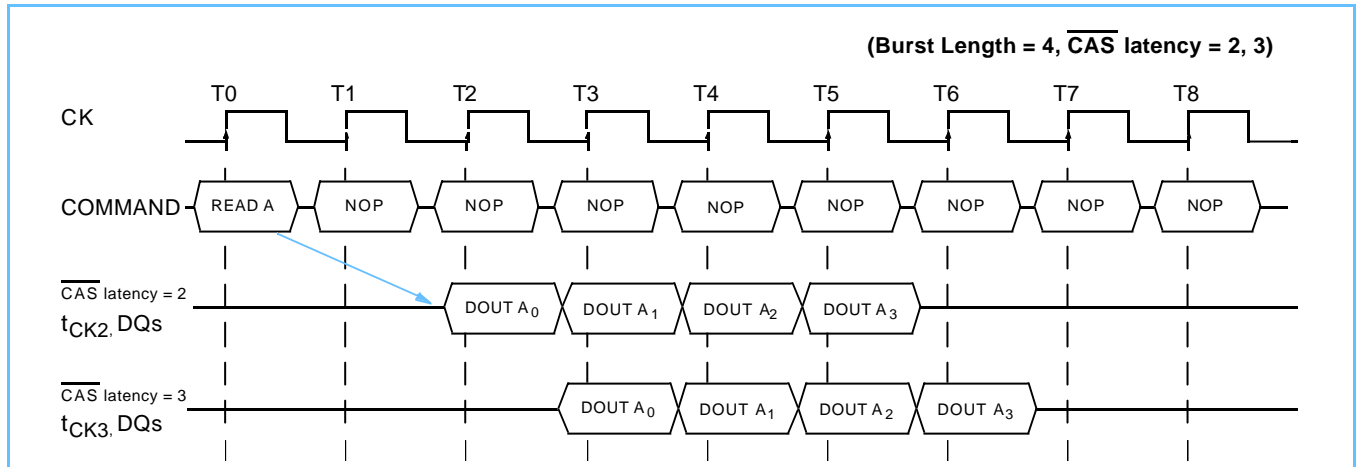 (Burst Length = 4, CAS latency = 2, 3)
T0 T1 T2 T3 T4 T5 T6 T7 T8
CK
COMMAND READ A NOP NOP NOP NOP NOP NOP NOP NOP
CAS latency = 2
tCK2, DQs DOUT A0 DOUT A1 DOUT A2 DOUT A3
CAS latency = 3
tCK3, DQs DOUT A0 DOUT A1 DOUT A2 DOUT A3